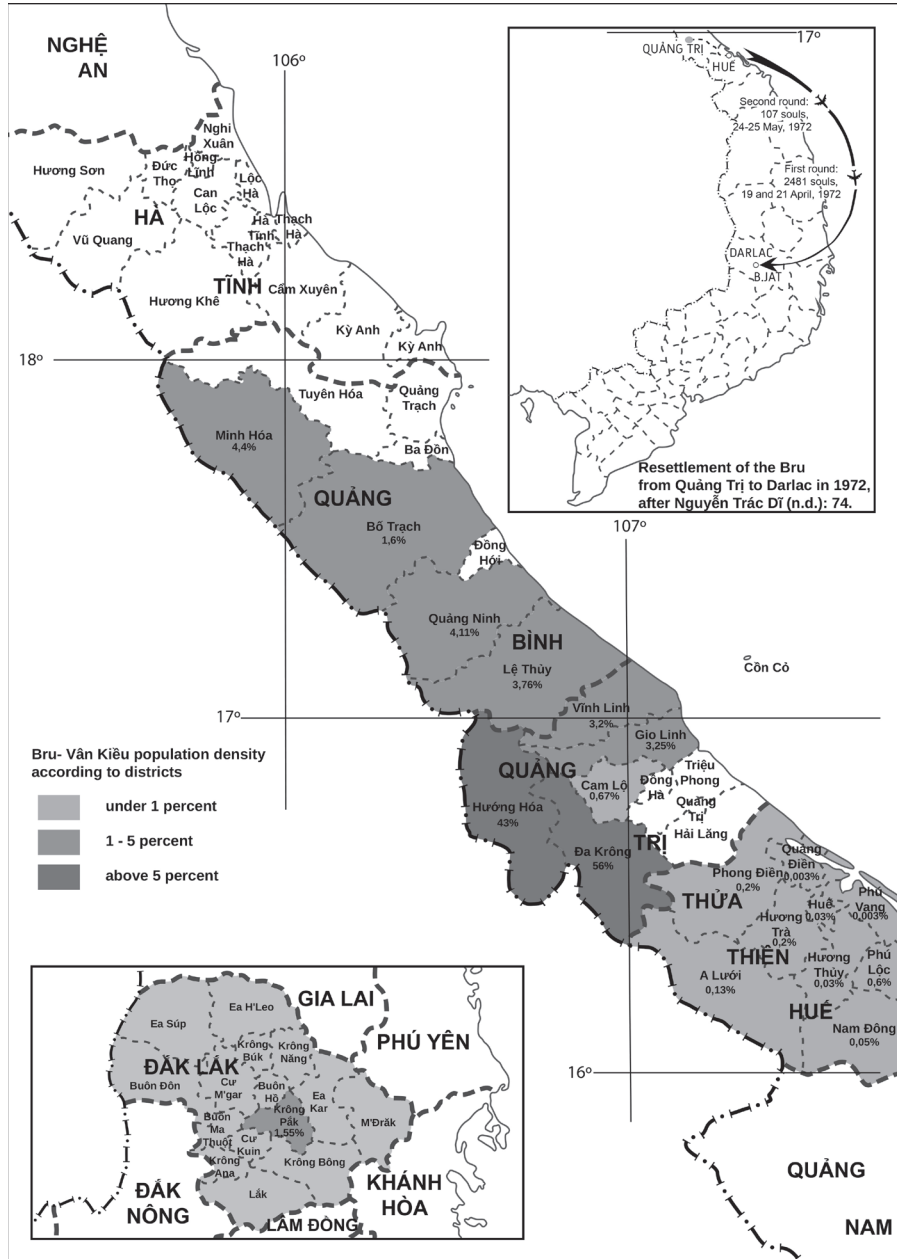 NGHỆ
AN
106º
Nghi
Xuân
Hồng
Lĩnh
Hương Sơn
Đức
Thọ
Can
Lộc
Lộc
Hà
HÀ
Hà
Tĩnh
Thạch
Hà
Vũ Quang
Thạch
Hà
TĨNH
Cẩm Xuyên
Hương Khê
Kỳ Anh
Kỳ Anh
18º
Tuyên Hóa
Quảng
Trạch
Minh Hóa
4,4%
Ba Đồn
QUẢNG
Bố Trạch
1,6%
Đồng
Hới
Quảng Ninh
4,11%
BÌNH
Lệ Thủy
3,76%
17º
QUẢNG TRỊ
HUẾ
Second round:
107 souls,
24-25 May, 1972
First round:
2481 souls,
19 and 21 April, 1972
DARLAC
B.JAT
Resettlement of the Bru
from Quảng Trị to Darlac in 1972,
after Nguyễn Trác Dĩ (n.d.): 74.
107º
Cồn Cỏ
17º
Vĩnh Linh
3,2%
Gio Linh
3,25%
QUẢNG
Cam Lộ
0,67%
Đông
Hà
Triệu
Phong
Quảng
Trị
Hải Lăng
Hướng Hóa
43%
TRỊ
Đa Krông
56%
Bru- Vân Kiều population density
according to districts
under 1 percent
1 - 5 percent
above 5 percent
Quảng
Điền
0,003%
Phong Điền
0,2%
THỪA
Huế
0,03%
Phú
Vang
0,003%
Hương
Trà
0,2%
THIÊN
Hương
Thủy
0,03%
Phú
Lộc
0,6%
A Lưới
0,13%
HUẾ
Nam Đông
0,05%
16º
QUẢNG
NAM
GIA LAI
Ea H'Leo
Ea Súp
PHÚ YÊN
Krông
Búk
Krông
Năng
ĐĂK LĂK
Buôn Đôn
Cư
M'gar
Buôn
Hồ
Ea
Kar
Krông
Păk
1,55%
M'Đrăk
Buôn
Ma
Thuột
Cư
Kuin
Krông
Ana
Krông Bông
Lắk
ĐẮK
NÔNG
KHÁNH
HÒA
LÂM ĐỒNG